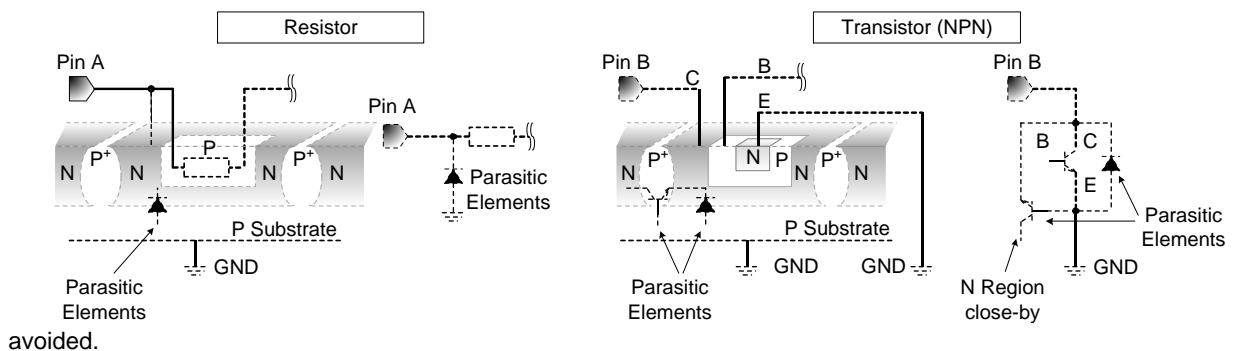 Resistor
Transistor (NPN)
Pin A
Pin A
N
P+
N
P
N
P+
N
Parasitic
Elements
P Substrate
GND
Parasitic
Elements
Pin B
C
B
E
N
P+
N
N
P
N
P+
N
P Substrate
GND
GND
Parasitic
Elements
Pin B
B
C
E
Parasitic
Elements
GND
N Region
close-by
avoided.